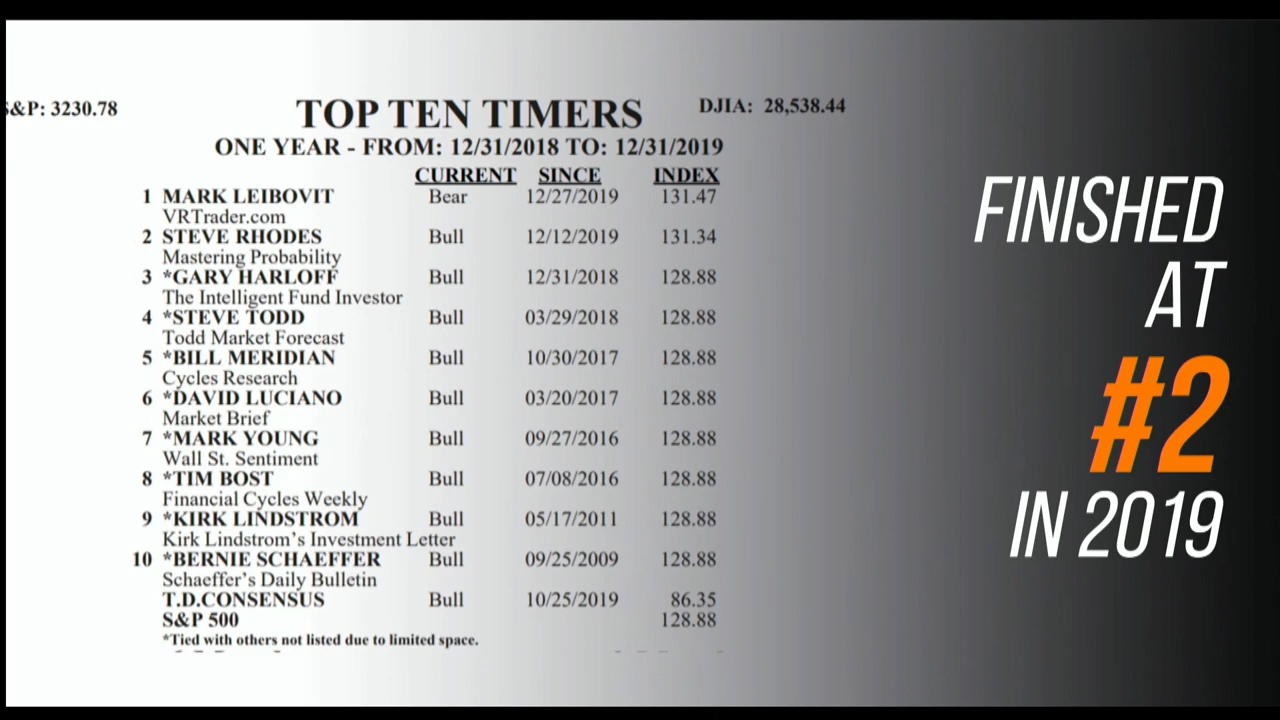 S&P: 3230.78
TOP TEN TIMERS
DJIA: 28,538.44
ONE YEAR - FROM: 12/31/2018 TO: 12/31/2019
CURRENT SINCE INDEX
1 MARK LEIBOVIT Bear 12/27/2019 131.47
VRTrader.com
2 STEVE RHODES Bull 12/12/2019 131.34
Mastering Probability
3 *GARY HARLOFF Bull 12/31/2018 128.88
The Intelligent Fund Investor
4 *STEVE TODD Bull 03/29/2018 128.88
Todd Market Forecast
5 *BILL MERIDIAN Bull 10/30/2017 128.88
Cycles Research
6 *DAVID LUCIANO Bull 03/20/2017 128.88
Market Brief
7 *MARK YOUNG Bull 09/27/2016 128.88
Wall St. Sentiment
8 *TIM BOST Bull 07/08/2016 128.88
Financial Cycles Weekly
9 *KIRK LINDSTROM Bull 05/17/2011 128.88
Kirk Lindstrom's Investment Letter
10 *BERNIE SCHAEFFER Bull 09/25/2009 128.88
Schaeffer's Daily Bulletin
T.D.CONSENSUS Bull 10/25/2019 86.35
S&P 500 128.88
*Tied with others not listed due to limited space.
FINISHED
AT
#2
IN 2019